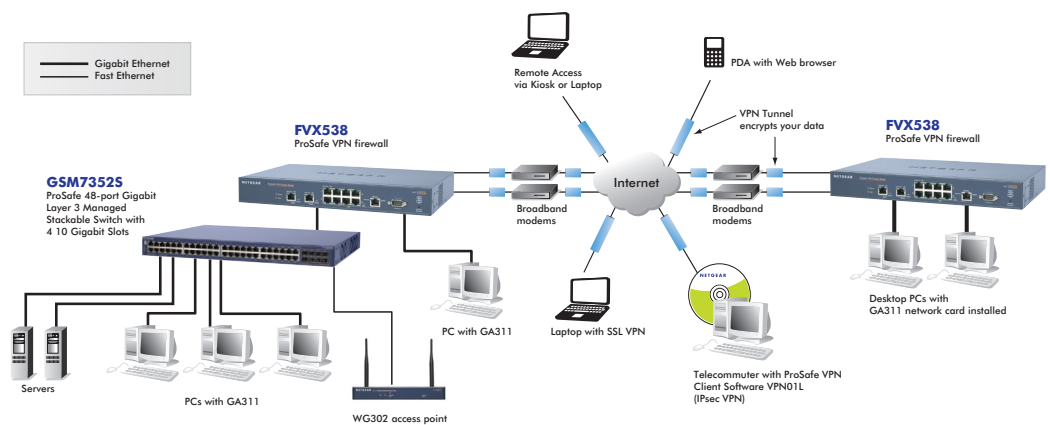 Gigabit Ethernet
Fast Ethernet
Remote Access
via Kiosk or Laptop
PDA with Web browser
VPN Tunnel
encrypts your data
FVX538
ProSafe VPN firewall
FVX538
ProSafe VPN firewall
GSM7352S
ProSafe 48-port Gigabit
Layer 3 Managed
Stackable Switch with
4 10 Gigabit Slots
NETGEAR
NETGEAR
Internet
Broadband
modems
Broadband
modems
NETGEAR
PC with GA311
Laptop with SSL VPN
Desktop PCs with
GA311 network card installed
Telecommuter with ProSafe VPN
Client Software VPN01L
(IPsec VPN)
Servers
PCs with GA311
NETGEAR
WG302 access point